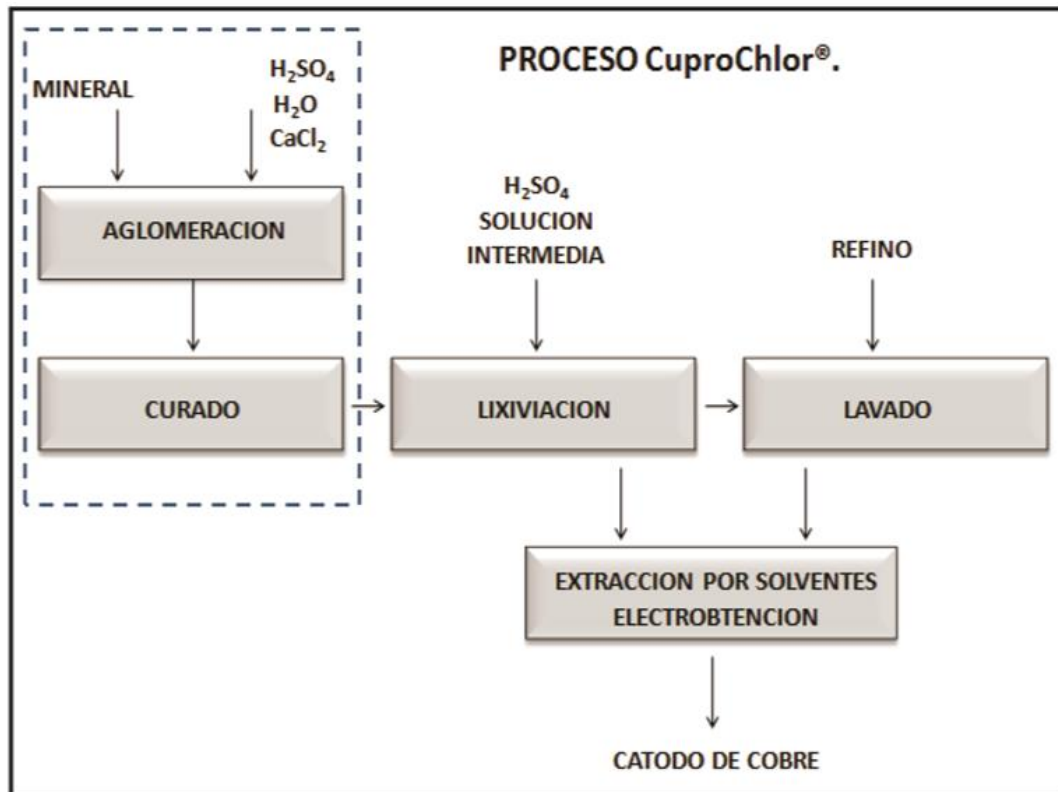 PROCESO CuproChlor®.
MINERAL
H₂SO₄
H₂O
CaCl₂
AGLOMERACION
CURADO
H₂SO₄
SOLUCION
INTERMEDIA
LIXIVIACION
REFINO
LAVADO
EXTRACCION POR SOLVENTES
ELECTROBTENCION
CATODO DE COBRE